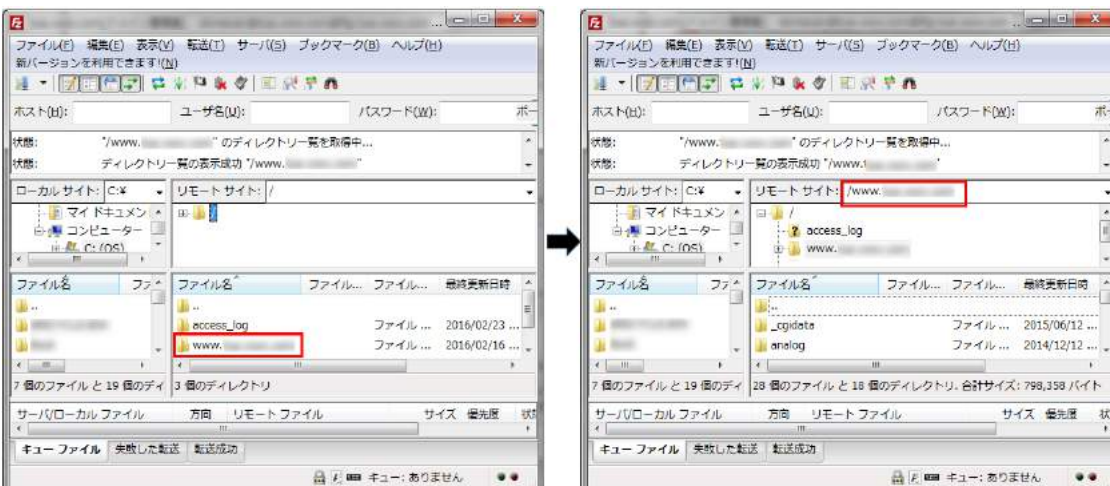 ファイル(F) 編集(E) 表示(V) 転送(T) サーバ(S) ブックマーク(B) ヘルプ(H)
新バージョンを利用できます!(N)
ホスト(H): ユーザ名(U): パスワード(W): ポー
状態: "/www. " のディレクトリ一覧を取得中...
状態: ディレクトリ一覧の表示成功 "/www. "
ローカル サイト: C:¥ リモート サイト: /
マイ ドキュメン /
コンピューター
C: (OS)
ファイル名 ファ ファイル名 ファイル... ファイル... 最終更新日時
.. ..
access_log ファイル ... 2016/02/23 ...
www. ファイル ... 2016/02/16 ...
7 個のファイル と 19 個のディ 3 個のディレクトリ
サーバ/ローカル ファイル 方向 リモート ファイル サイズ 優先度 状
キュー ファイル 失敗した転送 転送成功
キュー: ありません
ファイル(F) 編集(E) 表示(V) 転送(T) サーバ(S) ブックマーク(B) ヘルプ(H)
新バージョンを利用できます!(N)
ホスト(H): ユーザ名(U): パスワード(W): ポ
状態: "/www. " のディレクトリ一覧を取得中...
状態: ディレクトリ一覧の表示成功 "/www. "
ローカル サイト: C:¥ リモート サイト: /www.
マイ ドキュメン /
コンピューター access_log
C: (OS) www.
ファイル名 ファ ファイル名 ファイル... ファイル... 最終更新日時
.. ..
_cgidata ファイル ... 2015/06/12 ...
analog ファイル ... 2014/12/12 ...
7 個のファイル と 19 個のディ 28 個のファイル と 18 個のディレクトリ. 合計サイズ: 798,358 バイト
サーバ/ローカル ファイル 方向 リモート ファイル サイズ 優先度 状
キュー ファイル 失敗した転送 転送成功
キュー: ありません